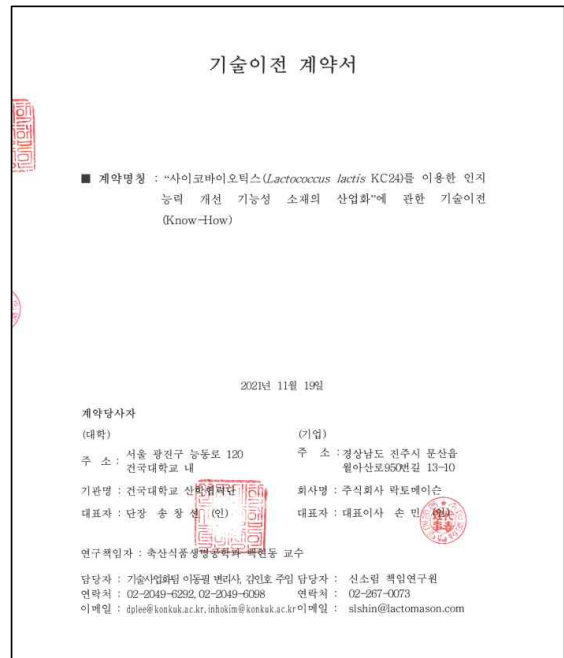 기술이전 계약서
■ 계약명칭 : "사이코바이오틱스(Lactococcus lactis KC24)를 이용한 인지
능력 개선 기능성 소재의 산업화"에 관한 기술이전
(Know-How)
2021년 11월 19일
계약당사자
(대학) (기업)
주 소 : 서울 광진구 능동로 120 건국대학교 내 주 소 : 경상남도 진주시 문산읍 월아산로950번길 13-10
기관명 : 건국대학교 산학협력단 회사명 : 주식회사 락토메이슨
대표자 : 단장 송 창 선 (인) 대표자 : 대표이사 손 민 (인)
연구책임자 : 축산식품생명공학과 백현동 교수
담당자 : 기술사업화팀 이동필 변리사, 김인호 주임 담당자 : 신소림 책임연구원
연락처 : 02-2049-6292, 02-2049-6098 연락처 : 02-267-0073
이메일 : dplee@konkuk.ac.kr, inhokim@konkuk.ac.kr 이메일 : slshin@lactomason.com